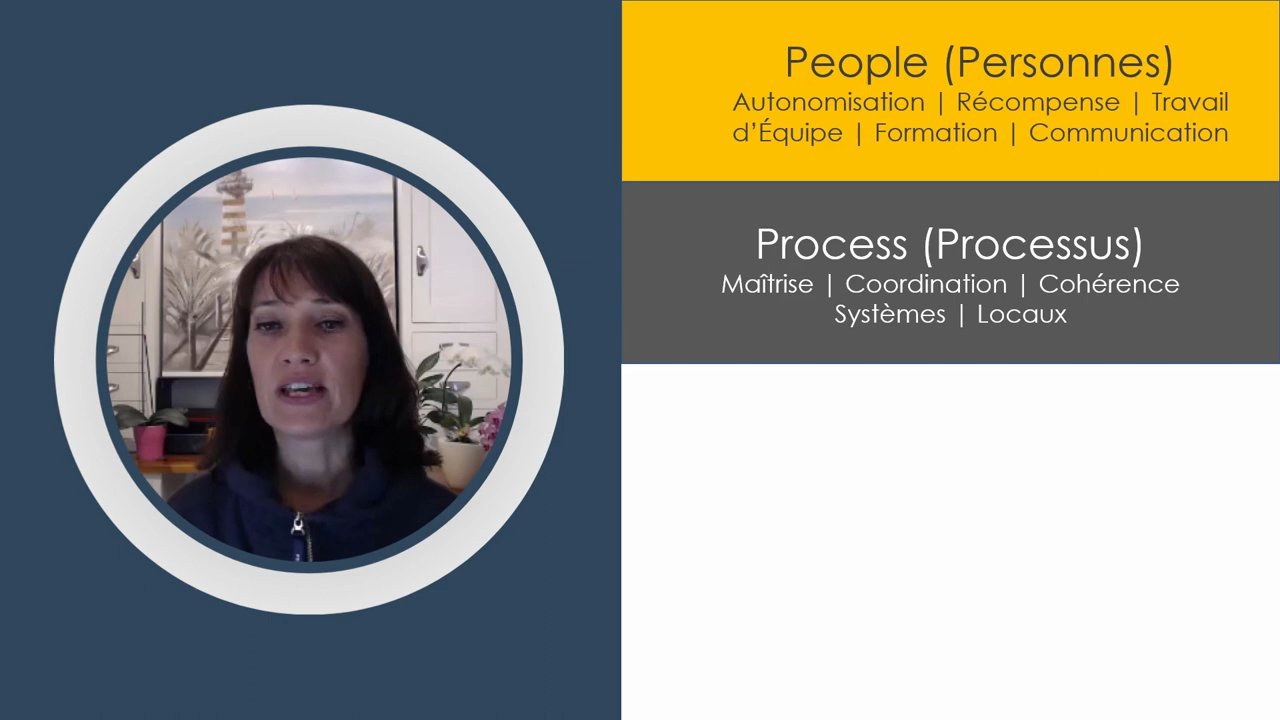 People (Personnes)
Autonomisation | Récompense | Travail
d’Équipe | Formation | Communication
Process (Processus)
Maîtrise | Coordination | Cohérence
Systèmes | Locaux